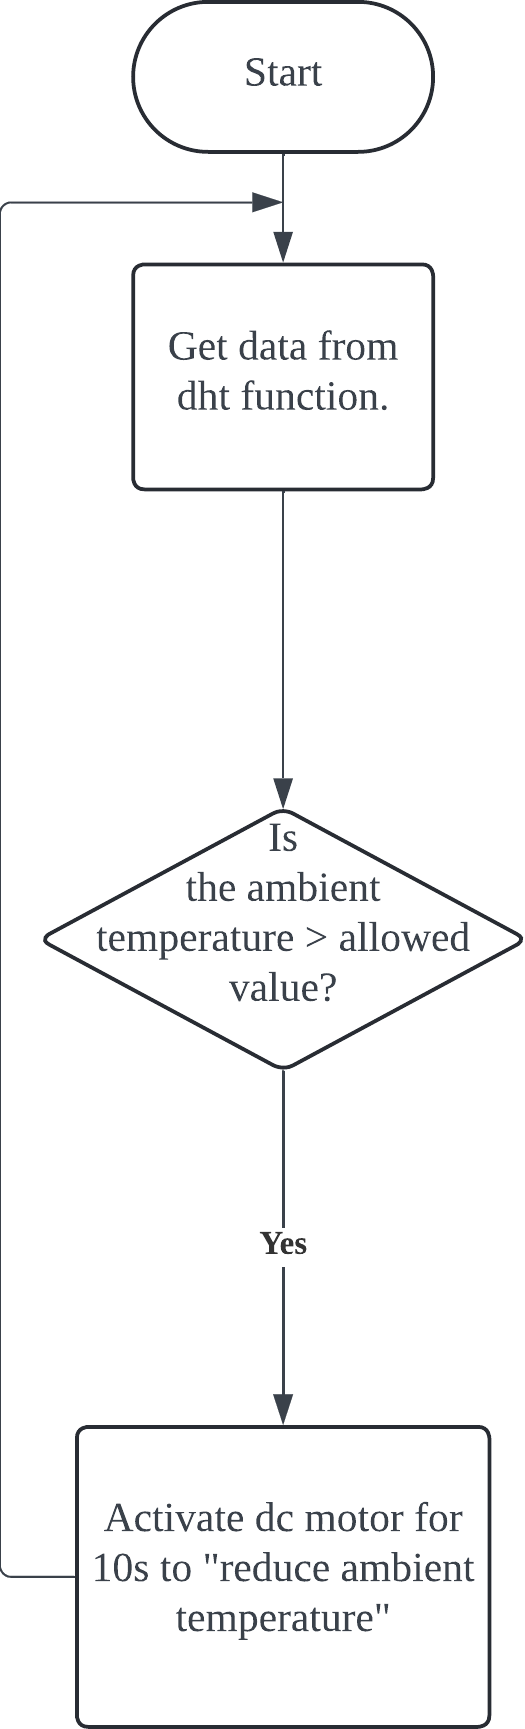 Start
Get data from
dht function.
Is
the ambient
temperature > allowed
value?
Yes
Activate dc motor for
10s to "reduce ambient
temperature"